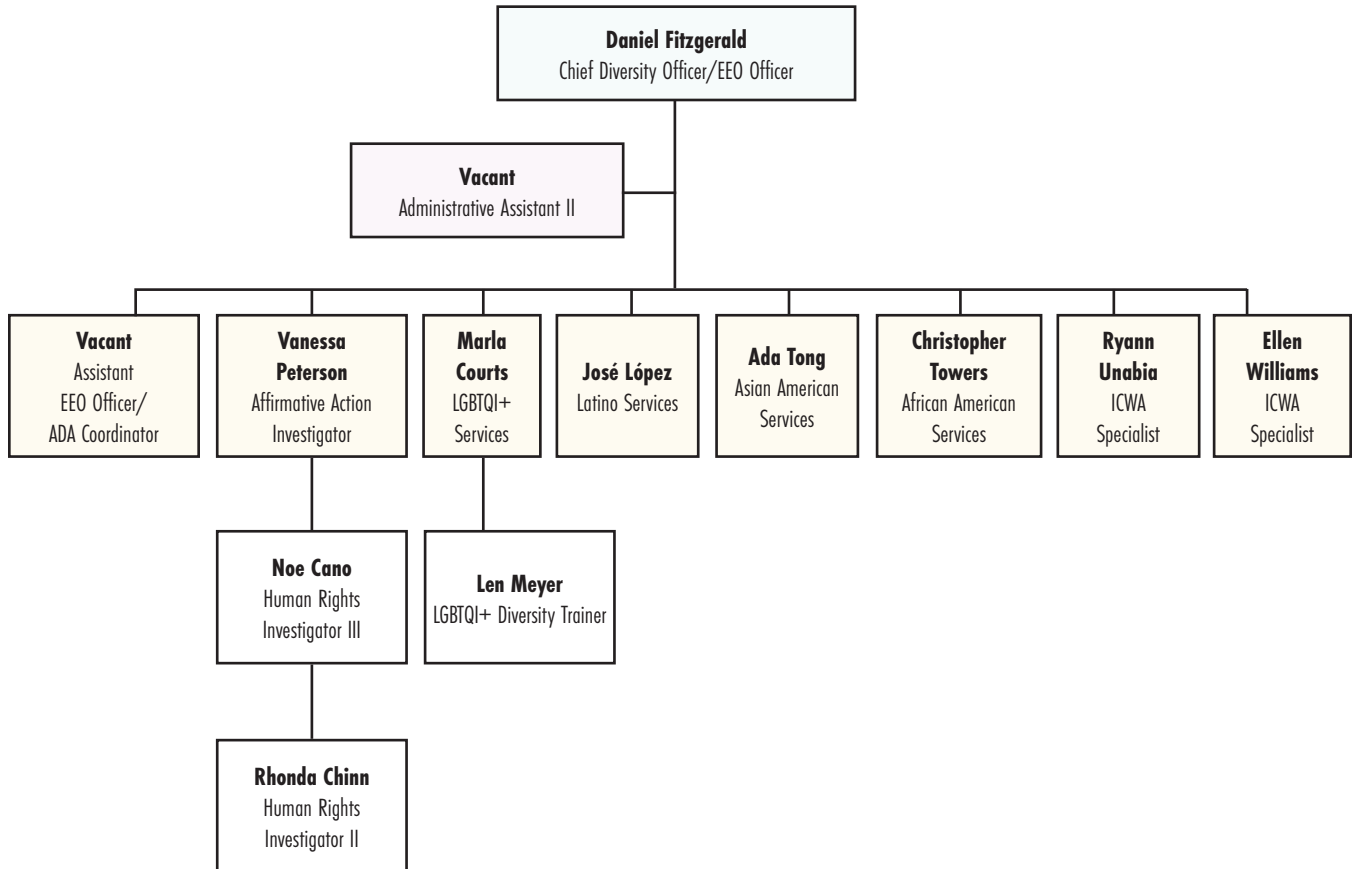 Daniel Fitzgerald
Chief Diversity Officer/EEO Officer
Vacant
Administrative Assistant II
Vacant
Assistant
EEO Officer/
ADA Coordinator
Vanessa
Peterson
Affirmative Action
Investigator
Marla
Courts
LGBTQI+
Services
José López
Latino Services
Ada Tong
Asian American
Services
Christopher
Towers
African American
Services
Ryann
Unabia
ICWA
Specialist
Ellen
Williams
ICWA
Specialist
Noe Cano
Human Rights
Investigator III
Len Meyer
LGBTQI+ Diversity Trainer
Rhonda Chinn
Human Rights
Investigator II